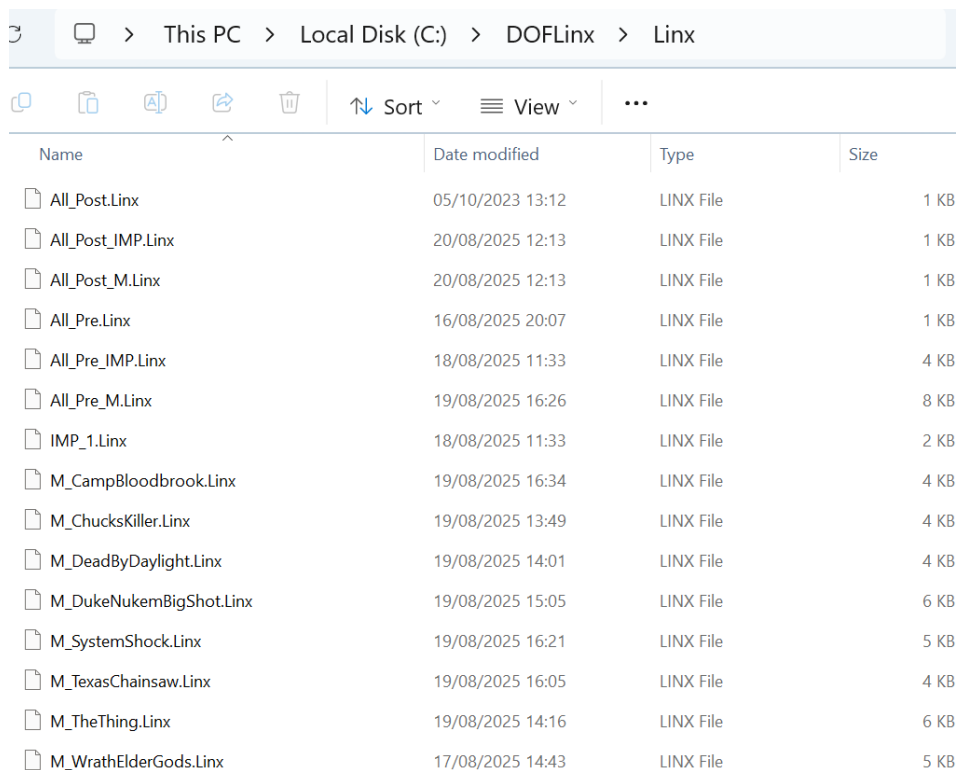 This PC > Local Disk (C:) > DOFLinx > Linx
Sort View ...
Name Date modified Type Size
All_Post.Linx 05/10/2023 13:12 LINX File 1 KB
All_Post_IMP.Linx 20/08/2025 12:13 LINX File 1 KB
All_Post_M.Linx 20/08/2025 12:13 LINX File 1 KB
All_Pre.Linx 16/08/2025 20:07 LINX File 1 KB
All_Pre_IMP.Linx 18/08/2025 11:33 LINX File 4 KB
All_Pre_M.Linx 19/08/2025 16:26 LINX File 8 KB
IMP_1.Linx 18/08/2025 11:33 LINX File 2 KB
M_CampBloodbrook.Linx 19/08/2025 16:34 LINX File 4 KB
M_ChucksKiller.Linx 19/08/2025 13:49 LINX File 4 KB
M_DeadByDaylight.Linx 19/08/2025 14:01 LINX File 4 KB
M_DukeNukemBigShot.Linx 19/08/2025 15:05 LINX File 6 KB
M_SystemShock.Linx 19/08/2025 16:21 LINX File 5 KB
M_TexasChainsaw.Linx 19/08/2025 16:05 LINX File 4 KB
M_TheThing.Linx 19/08/2025 14:16 LINX File 6 KB
M_WrathElderGods.Linx 17/08/2025 14:43 LINX File 5 KB